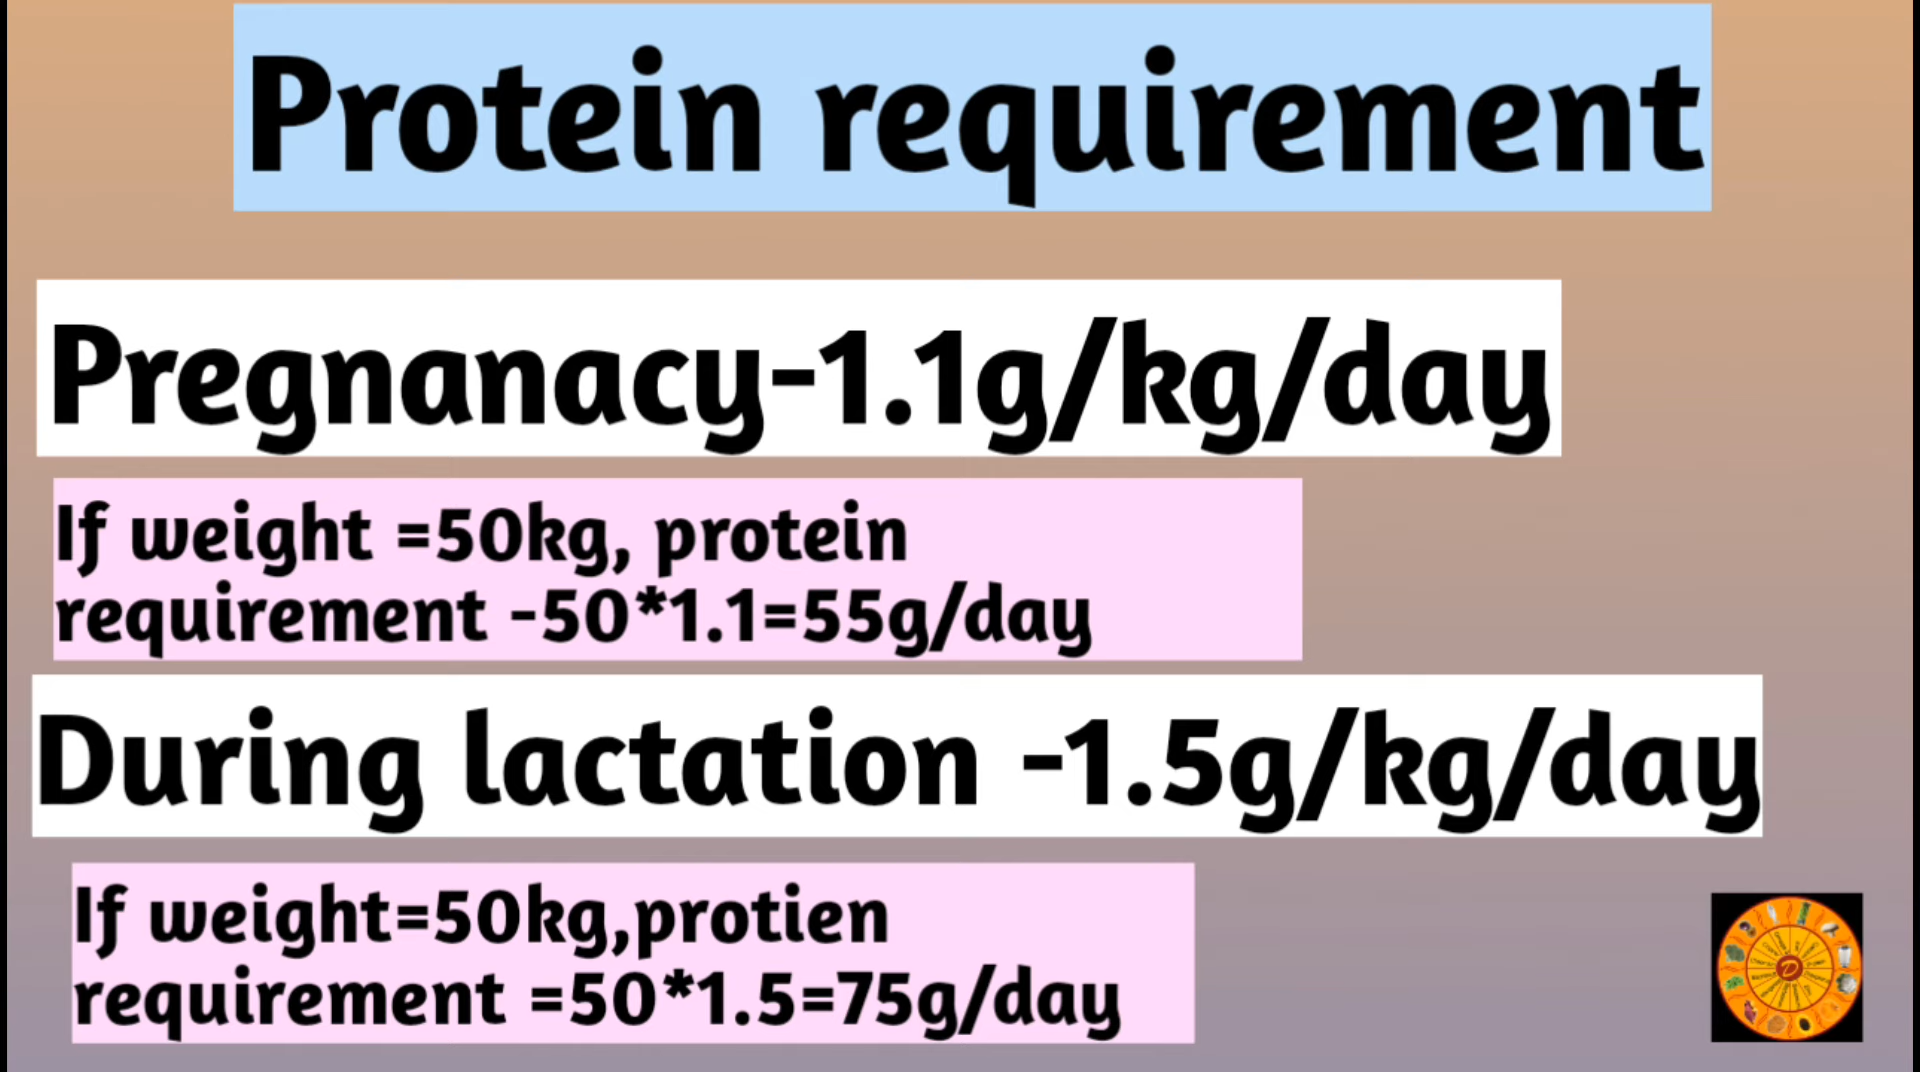 Protein requirement
Pregnanacy-1.1g/kg/day
If weight =50kg, protein
requirement -50*1.1=55g/day
During lactation -1.5g/kg/day
If weight=50kg,protien
requirement =50*1.5=75g/day